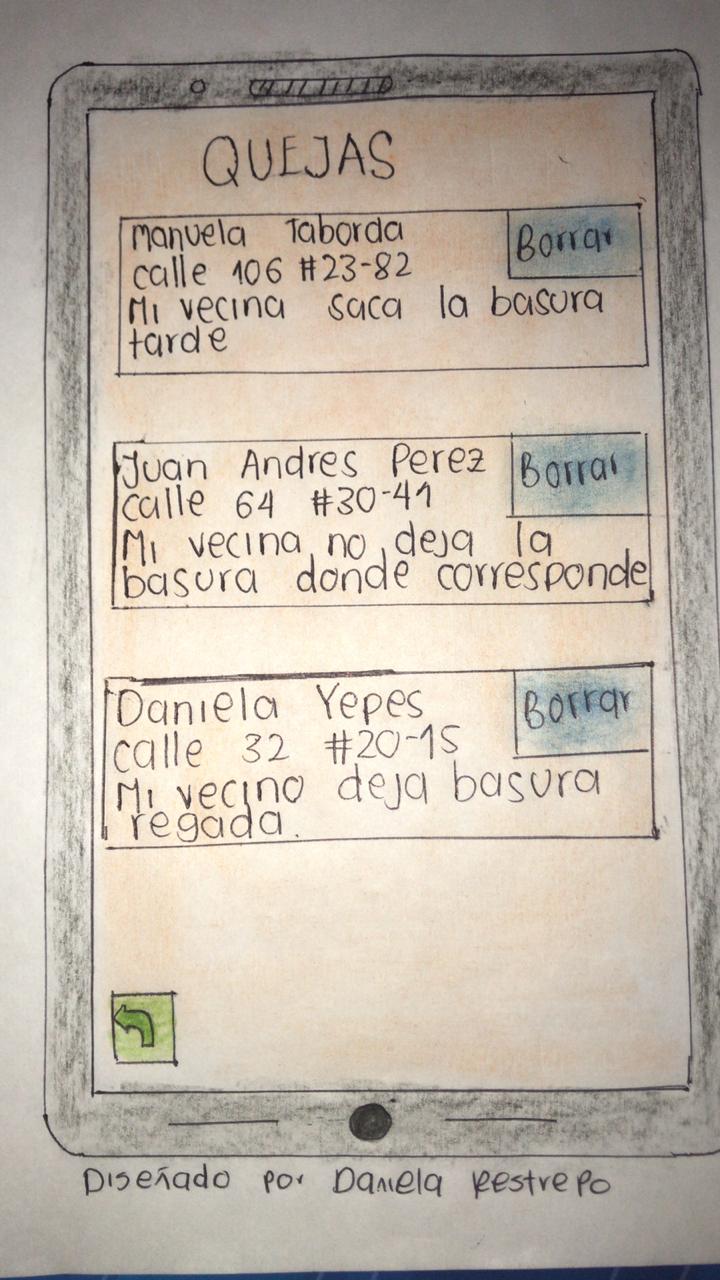 QUEJAS
Manuela Taborda
Borrar
calle 106 #23-82
Mi vecina saca la basura
tarde
Juan Andres Perez
Borrar
calle 64 #30-41
Mi vecina no deja la
basura donde corresponde
Daniela Yepes
Borrar
calle 32 #20-15
Mi vecino deja basura
regada.
Diseñado por Daniela Restrepo